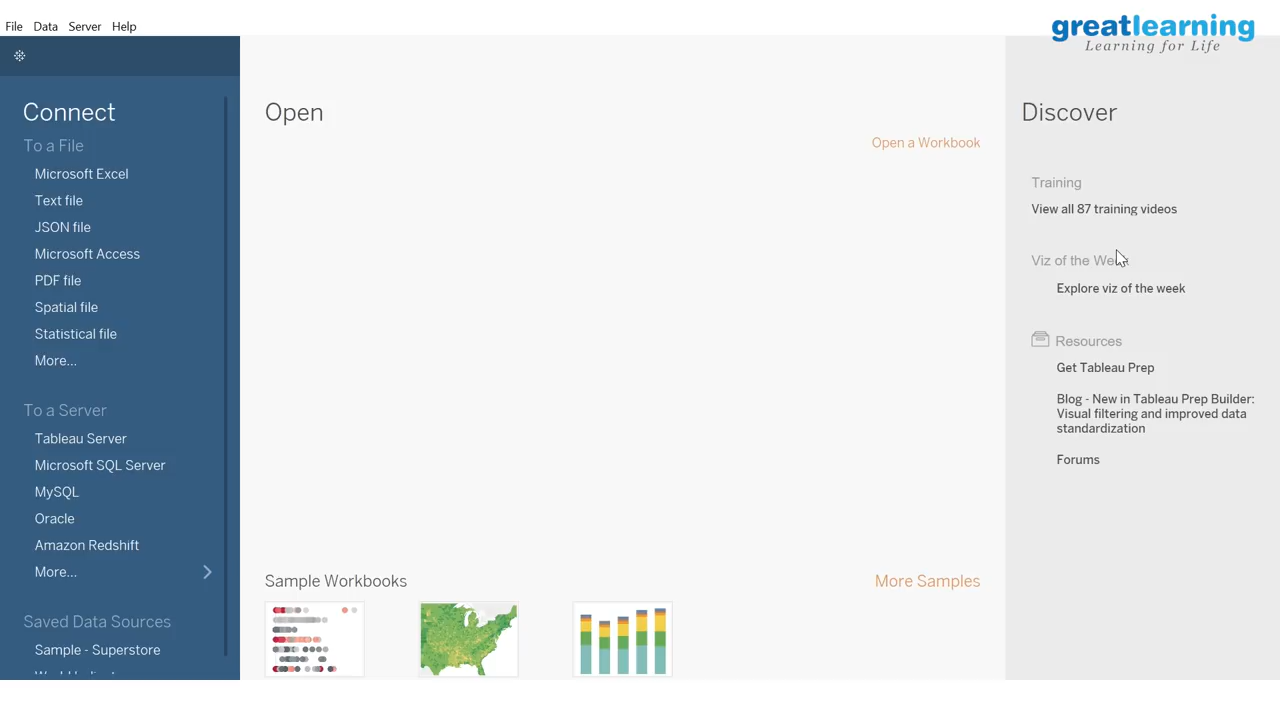 File Data Server Help
greatlearning
Learning for Life
Connect
To a File
Microsoft Excel
Text file
JSON file
Microsoft Access
PDF file
Spatial file
Statistical file
More...
To a Server
Tableau Server
Microsoft SQL Server
MySQL
Oracle
Amazon Redshift
More...
Saved Data Sources
Sample - Superstore
Open
Open a Workbook
Sample Workbooks
More Samples
Discover
Training
View all 87 training videos
Viz of the Week
Explore viz of the week
Resources
Get Tableau Prep
Blog - New in Tableau Prep Builder:
Visual filtering and improved data
standardization
Forums